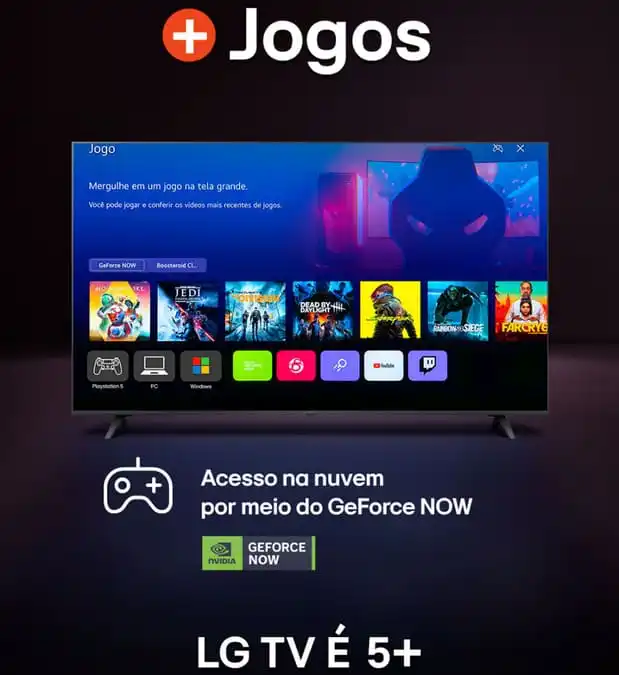 + Jogos
Jogo
Mergulhe em um jogo na tela grande.
Você pode jogar e conferir os vídeos mais recentes de jogos.
GeForce NOW
Boosteroid Cl...
JEDI
DEAD BY DAYLIGHT
RAINBOW SIX SIEGE
FARCRY6
Playstation 5
PC
Windows
YouTube
Acesso na nuvem
por meio do GeForce NOW
NVIDIA
GEFORCE
NOW
LG TV É 5+